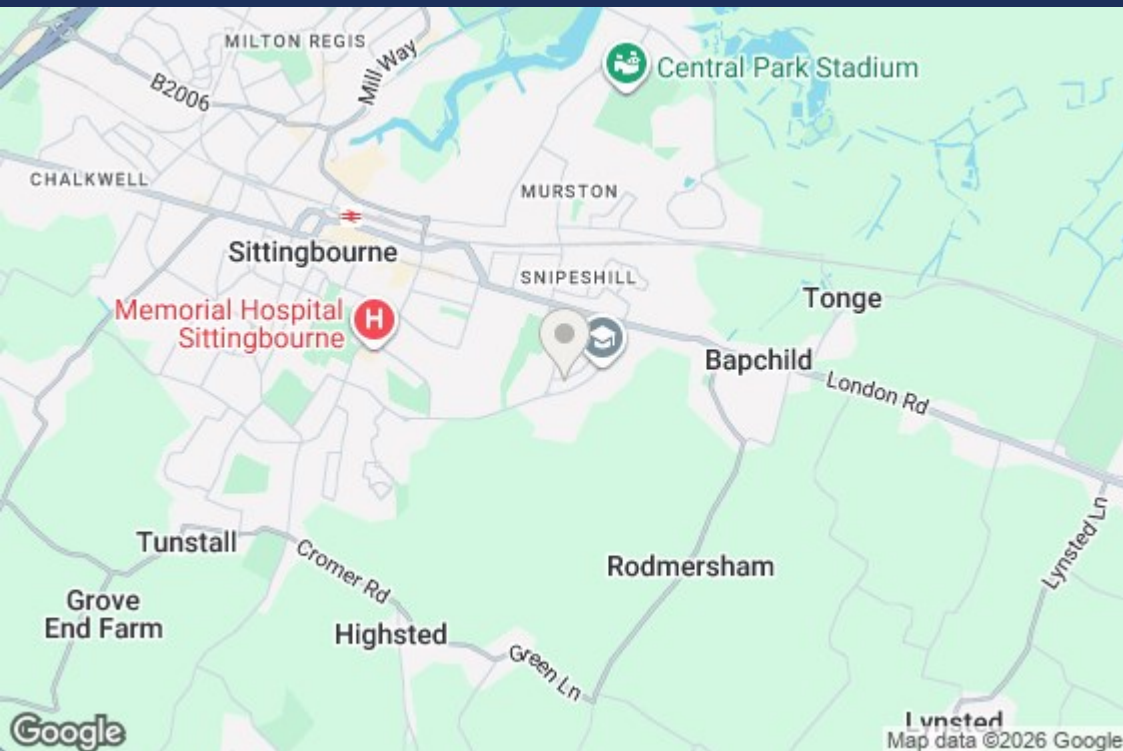 MILTON REGIS
Mill Way
B2006
Central Park Stadium
CHALKWELL
MURSTON
Sittingbourne
SNIPESHILL
Memorial Hospital
Sittingbourne
H
Tonge
Bapchild
London Rd
Tunstall
Cromer Rd
Rodmersham
Lynsted Ln
Grove
End Farm
Highsted
Green Ln
Lynsted
Google
Map data ©2026 Google